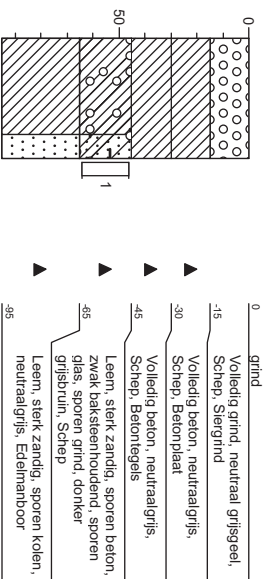 0
50
1
1
0
grind
Volledig grind, neutraal grijsgeel,
Schep, Siergrind
-15
Volledig beton, neutraalgrijs,
Schep, Betonplaat
-30
Volledig beton, neutraalgrijs,
Schep, Betontegels
-45
Leem, sterk zandig, sporen beton,
zwak baksteenhoudend, sporen
glas, sporen grind, donker
grijsbruin, Schep
-65
Leem, sterk zandig, sporen kolen,
neutraalgrijs, Edelmanboor
-95